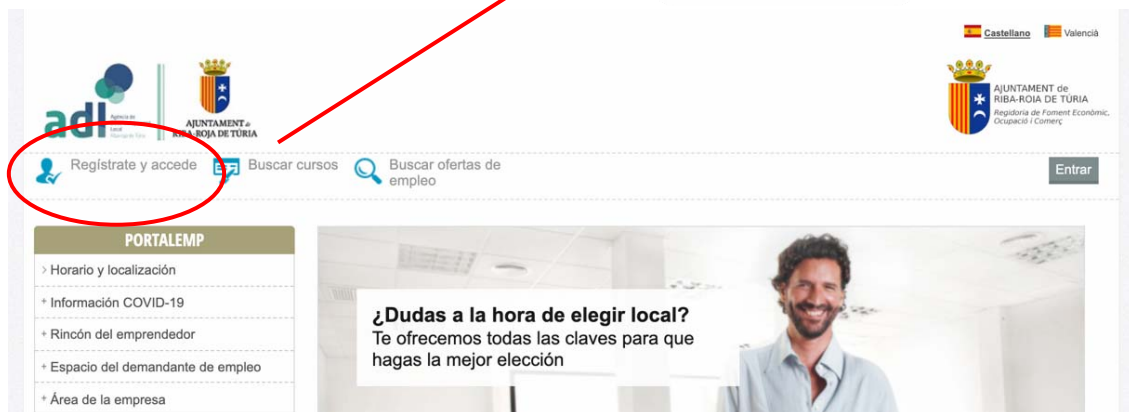 Castellano Valencià
adl
Agencia de
Local
AJUNTAMENT de
RIBA-ROJA DE TÚRIA
AJUNTAMENT de
RIBA-ROJA DE TÚRIA
Regidoria de Foment Econòmic,
Ocupació i Comerç
Regístrate y accede Buscar cursos Buscar ofertas de
empleo
Entrar
PORTALEMP
> Horario y localización
+ Información COVID-19
+ Rincón del emprendedor
+ Espacio del demandante de empleo
+ Área de la empresa
¿Dudas a la hora de elegir local?
Te ofrecemos todas las claves para que
hagas la mejor elección